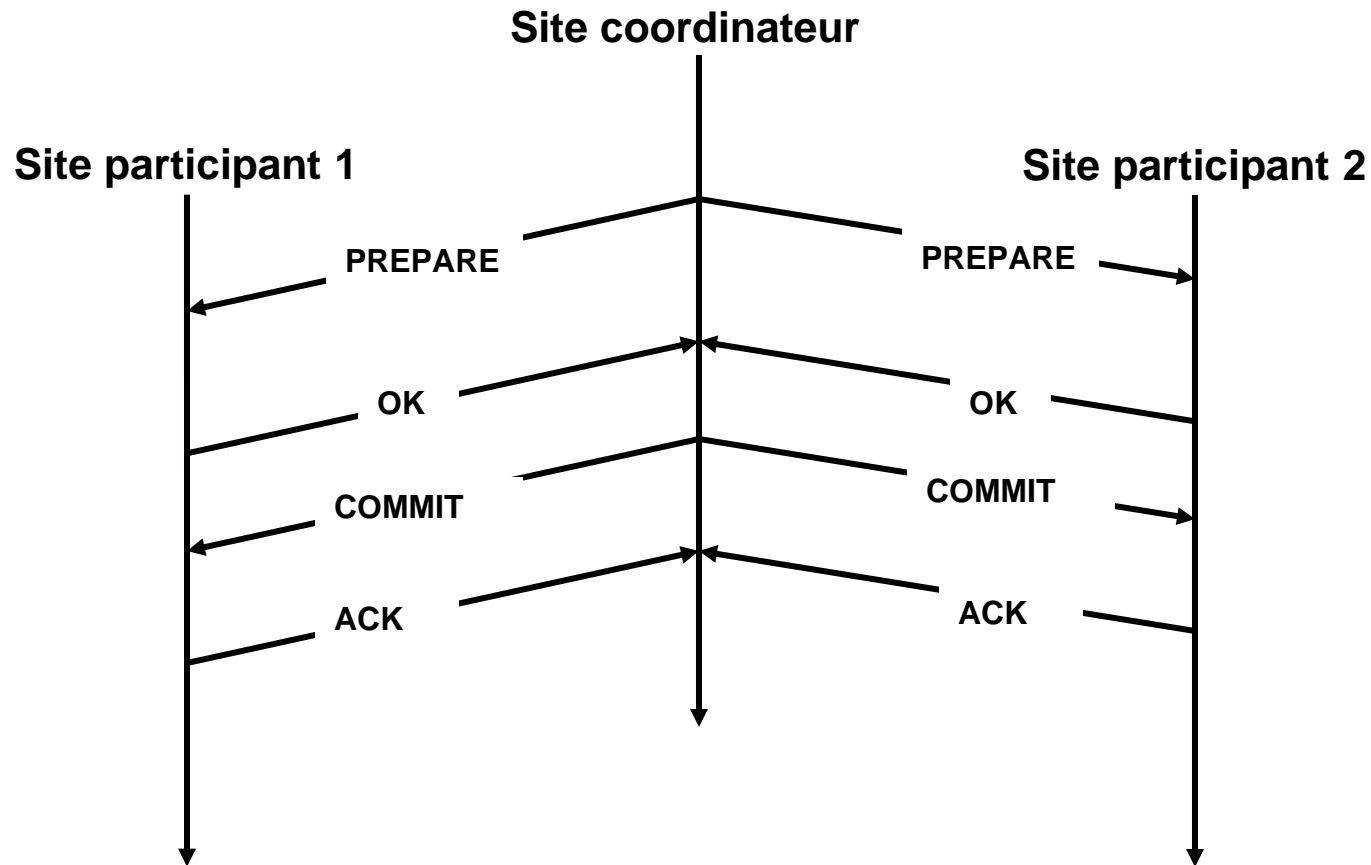 Site coordinateur
Site participant 1
Site participant 2
PREPARE
PREPARE
OK
OK
COMMIT
COMMIT
ACK
ACK